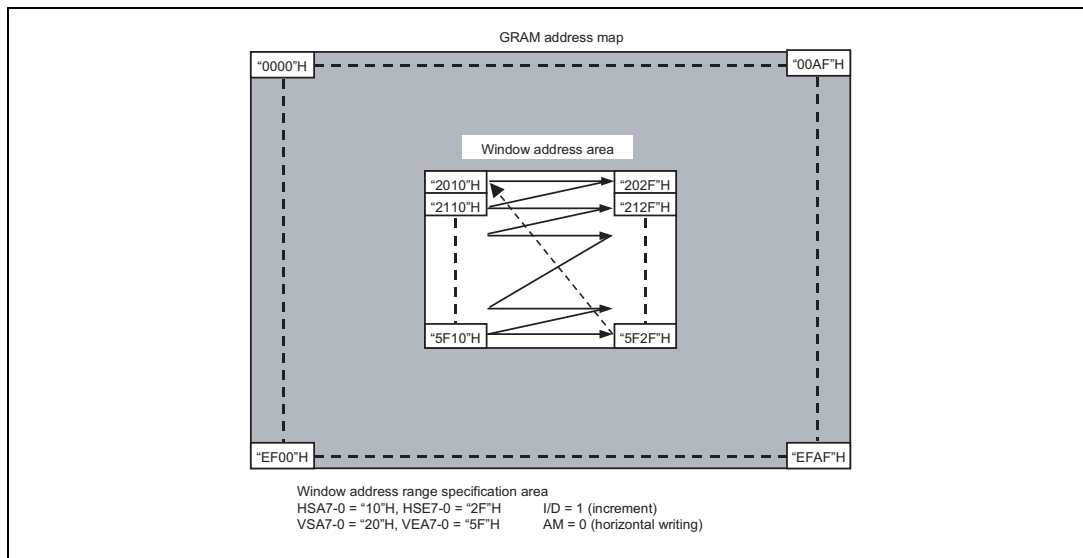 GRAM address map
“0000”H “00AF”H
Window address area
“2010”H “202F”H
“2110”H “212F”H
“5F10”H “5F2F”H
“EF00”H “EFAF”H
Window address range specification area
HSA7-0 = “10”H, HSE7-0 = “2F”H I/D = 1 (increment)
VSA7-0 = “20”H, VEA7-0 = “5F”H AM = 0 (horizontal writing)